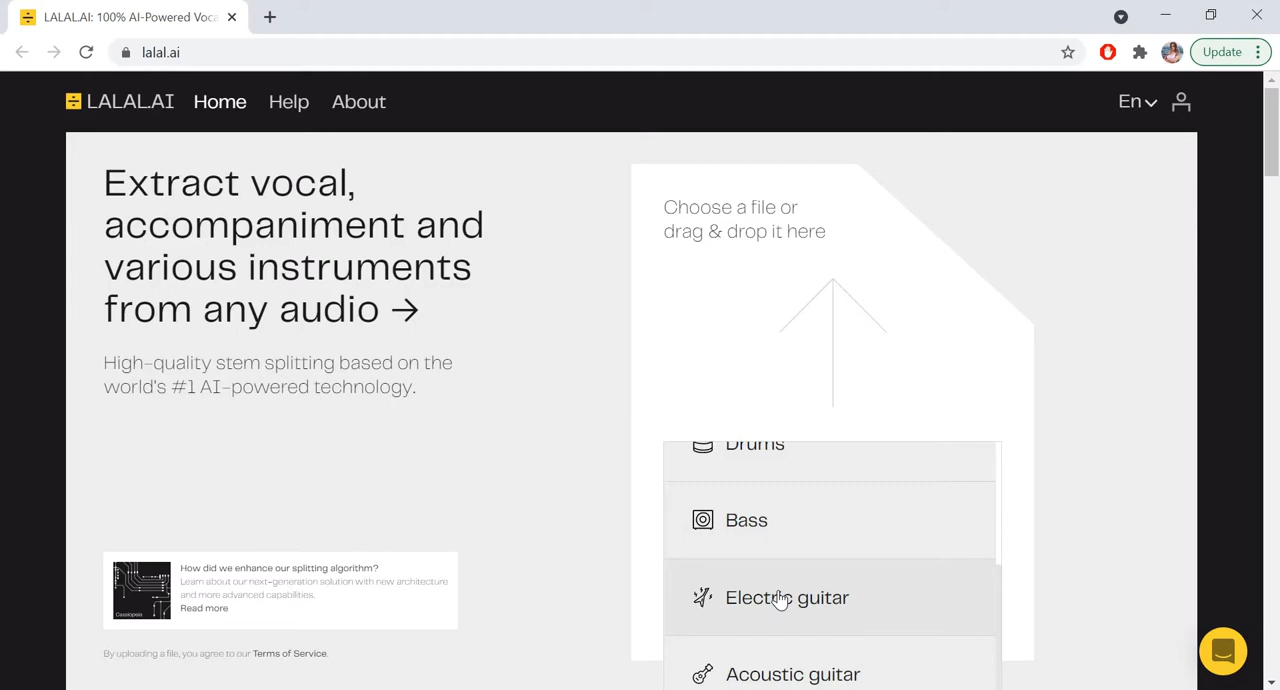 LALAL.AI: 100% AI-Powered Voca
lalal.ai
Update
LALAL.AI Home Help About En
Extract vocal,
accompaniment and
various instruments
from any audio →
High-quality stem splitting based on the
world's #1 AI-powered technology.
Choose a file or
drag & drop it here
Drums
Bass
Electric guitar
Acoustic guitar
How did we enhance our splitting algorithm?
Learn about our next-generation solution with new architecture
and more advanced capabilities.
Read more
Cassiopeia
By uploading a file, you agree to our Terms of Service.